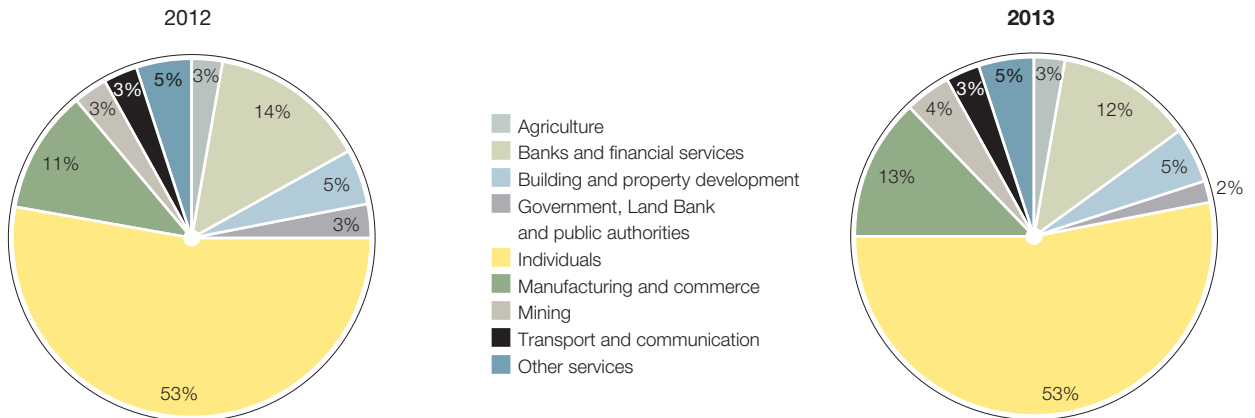 2012
3%
14%
5%
3%
53%
11%
3%
3%
5%
Agriculture
Banks and financial services
Building and property development
Government, Land Bank
and public authorities
Individuals
Manufacturing and commerce
Mining
Transport and communication
Other services
2013
3%
12%
5%
2%
53%
13%
4%
3%
5%